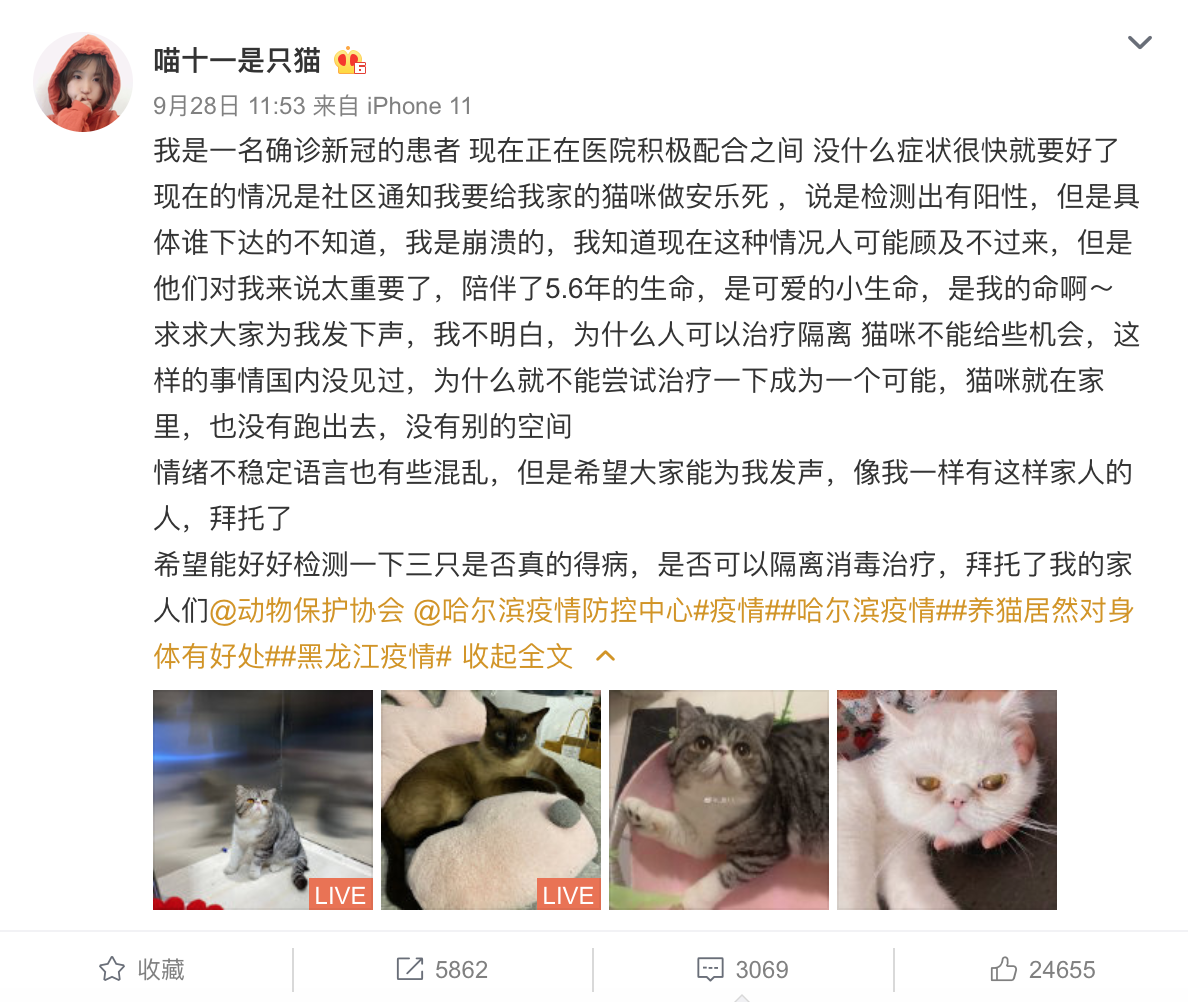 喵十一是只猫
9月28日 11:53 来自 iPhone 11
我是一名确诊新冠的患者 现在正在医院积极配合之间 没什么症状很快就要好了
现在的情况是社区通知我要给我家的猫咪做安乐死 ，说是检测出有阳性，但是具
体谁下达的不知道，我是崩溃的，我知道现在这种情况人可能顾及不过来，但是
他们对我来说太重要了，陪伴了5.6年的生命，是可爱的小生命，是我的命啊～
求求大家为我发下声，我不明白，为什么人可以治疗隔离 猫咪不能给些机会，这
样的事情国内没见过，为什么就不能尝试治疗一下成为一个可能，猫咪就在家
里，也没有跑出去，没有别的空间
情绪不稳定语言也有些混乱，但是希望大家能为我发声，像我一样有这样家人的
人，拜托了
希望能好好检测一下三只是否真的得病，是否可以隔离消毒治疗，拜托了我的家
人们@动物保护协会 @哈尔滨疫情防控中心#疫情##哈尔滨疫情##养猫居然对身
体有好处##黑龙江疫情# 收起全文
LIVE
LIVE
收藏
5862
3069
24655